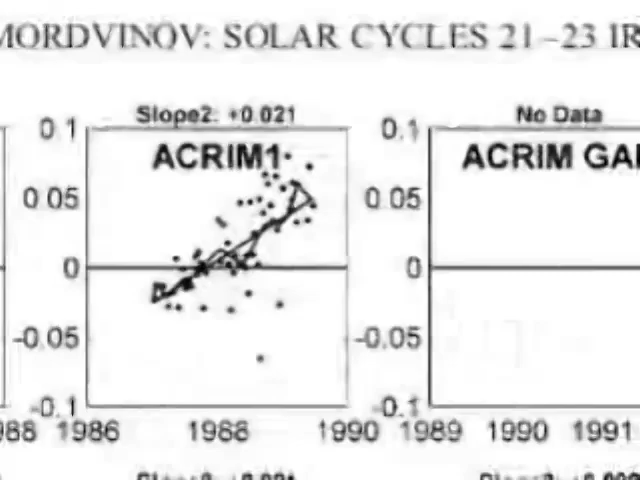 MORDVINOV: SOLAR CYCLES 21–23 IR
Slope2: +0.021
No Data
0.1
ACRIM1
0.1
ACRIM GA
0.05
0.05
0
0
-0.05
-0.05
-0.1
-0.1
88 1986 1988 1990 1989 1990 1991